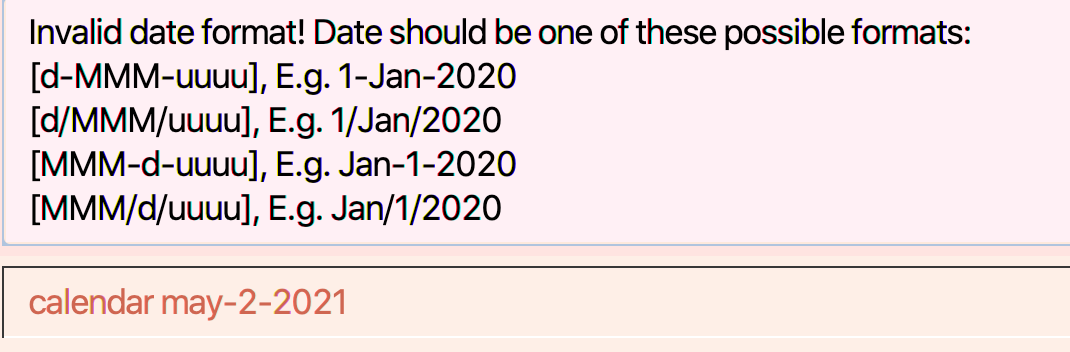 Invalid date format! Date should be one of these possible formats:
[d-MMM-uuuu], E.g. 1-Jan-2020
[d/MMM/uuuu], E.g. 1/Jan/2020
[MMM-d-uuuu], E.g. Jan-1-2020
[MMM/d/uuuu], E.g. Jan/1/2020
calendar may-2-2021